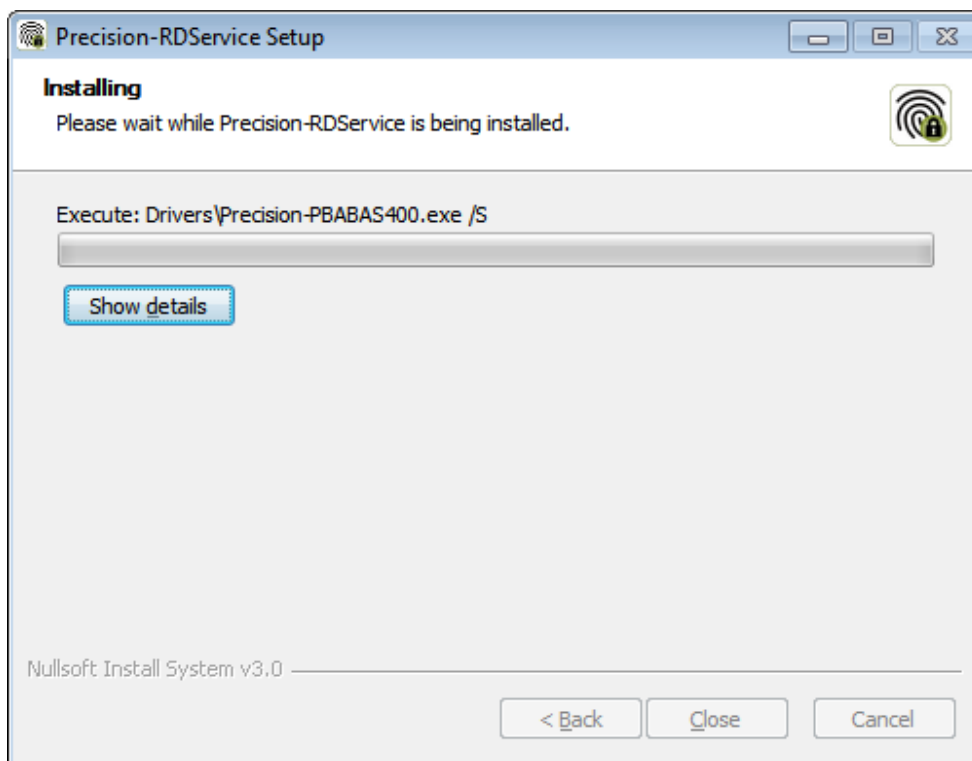 Precision-RDService Setup
Installing
Please wait while Precision-RDService is being installed.
Execute: Drivers\Precision-PBABAS400.exe /S
Show details
Nullsoft Install System v3.0
< Back Close Cancel